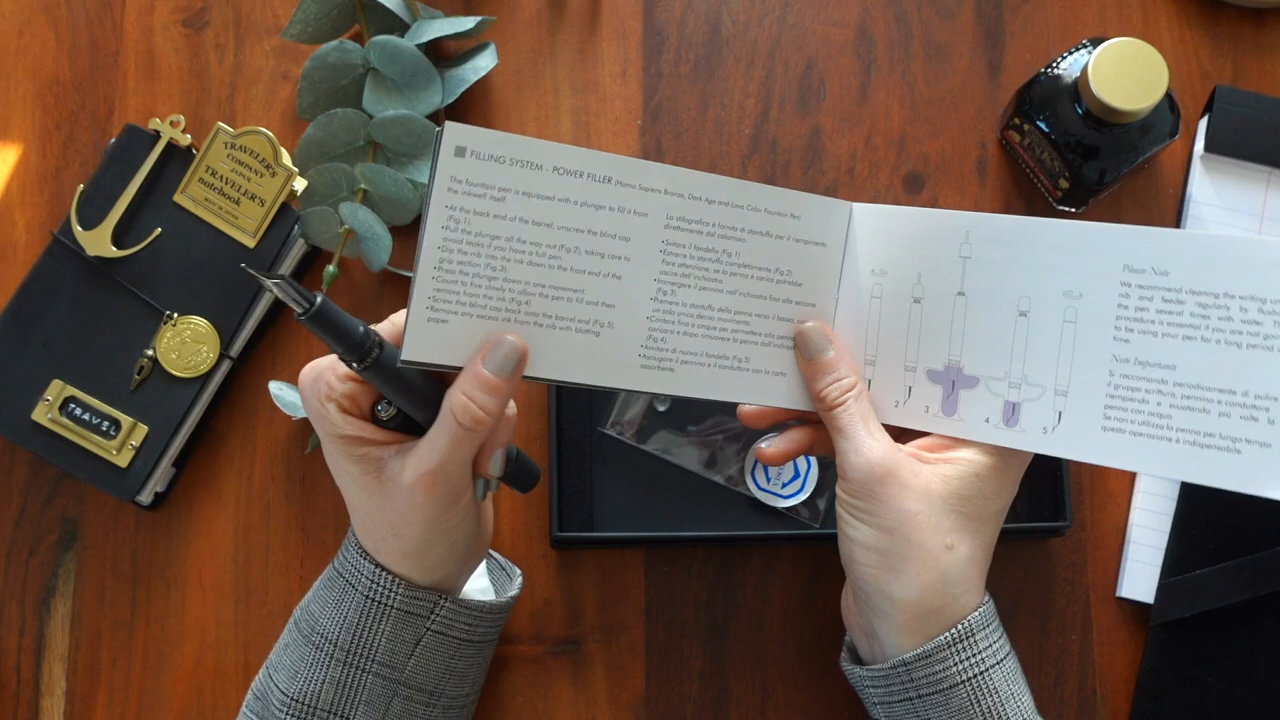 TRAVELER'S
COMPANY
JAPAN
TRAVELER'S
notebook
MADE IN JAPAN
TRAVEL
FILLING SYSTEM - POWER FILLER (Homo Sapiens Bronze, Dark Age and Lava Color Fountain Pen)
The fountain pen is equipped with a plunger to fill it from
the inkwell itself.
•At the back end of the barrel, unscrew the blind cap
(Fig.1).
•Pull the plunger all the way out (Fig.2), taking care to
avoid leaks if you have a full pen.
•Dip the nib into the ink down to the front end of the
grip section (Fig.3).
•Press the plunger down in one movement.
•Count to five slowly to allow the pen to fill and then
remove from the ink (Fig.4).
•Screw the blind cap back onto the barrel end (Fig.5).
•Remove any excess ink from the nib with blotting
paper.
La stilografica è fornita di stantuffo per il riempimento
direttamente dal calamaio.
•Svitare il fondello (Fig.1)
•Estrarre lo stantuffo completamente (Fig.2).
Fare attenzione, se la penna è carica potrebbe
uscire dell'inchiostro.
•Immergere il pennino nell'inchiostro fino alla sezione
(Fig.3).
•Premere lo stantuffo della penna verso il basso,
un solo unico deciso movimento.
•Contare fino a cinque per permettere alla penna
caricarsi e dopo rimuovere la penna dall'inchiostro
(Fig.4).
•Avvitare di nuovo il fondello (Fig.5)
•Asciugare il pennino e il conduttore con la carta
assorbente.
2
3
4
5
Please Note
We recommend cleaning the writing
nib and feeder regularly by
the pen several times with water.
procedure is essential if you are not
to be using your pen for a long period
time.
Note Importanti
Si raccomanda periodicamente di pulire
il gruppo scrittura, pennino e conduttore
riempendo e svuotando più volte la
penna con acqua.
Se non si utilizza la penna per lungo tempo
questa operazione è indispensabile.